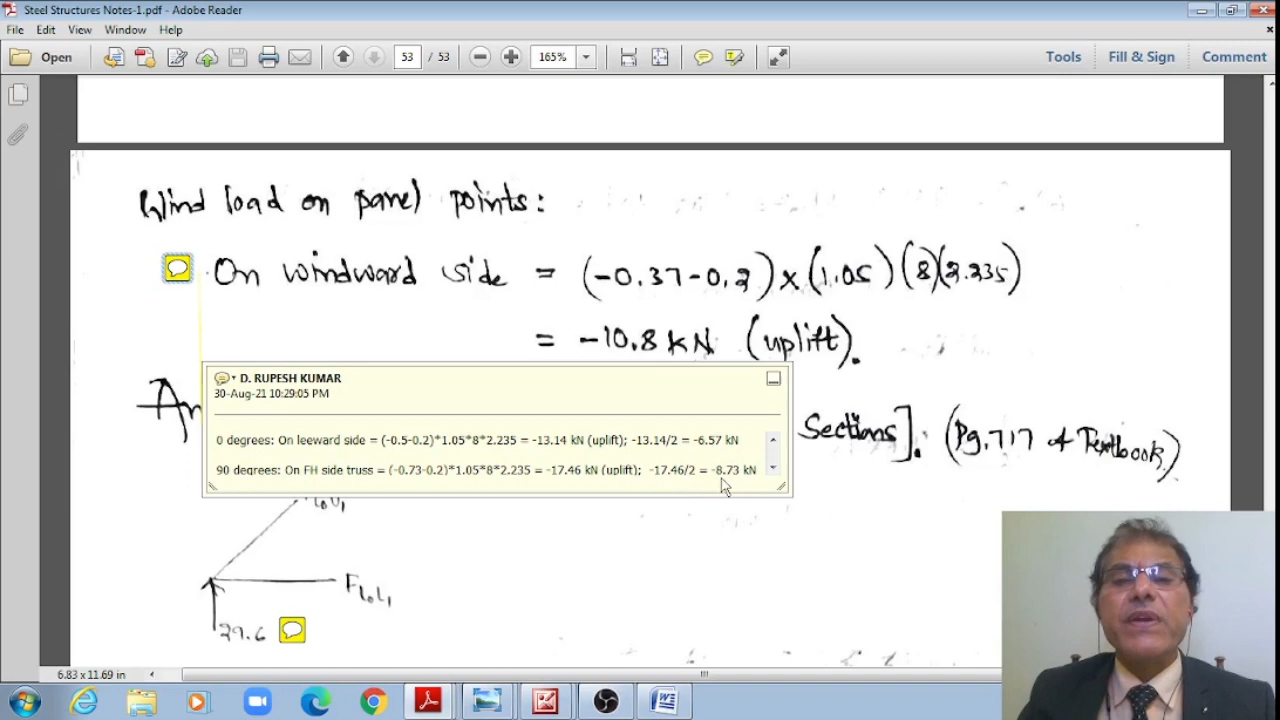 Steel Structures Notes-1.pdf - Adobe Reader
File Edit View Window Help
Open 53 / 53 165% Tools Fill & Sign Comment
Wind load on panel points:
On windward side = (-0.37-0.2)x(1.05)(8)(2.235)
= -10.8 kN (uplift).
D. RUPESH KUMAR
30-Aug-21 10:29:05 PM
0 degrees: On leeward side = (-0.5-0.2)*1.05*8*2.235 = -13.14 kN (uplift); -13.14/2 = -6.57 kN
90 degrees: On FH side truss = (-0.73-0.2)*1.05*8*2.235 = -17.46 kN (uplift); -17.46/2 = -8.73 kN
An
Sections]. (Pg.717 of Textbook)
L0U1
FL0L1
29.6
6.83 x 11.69 in